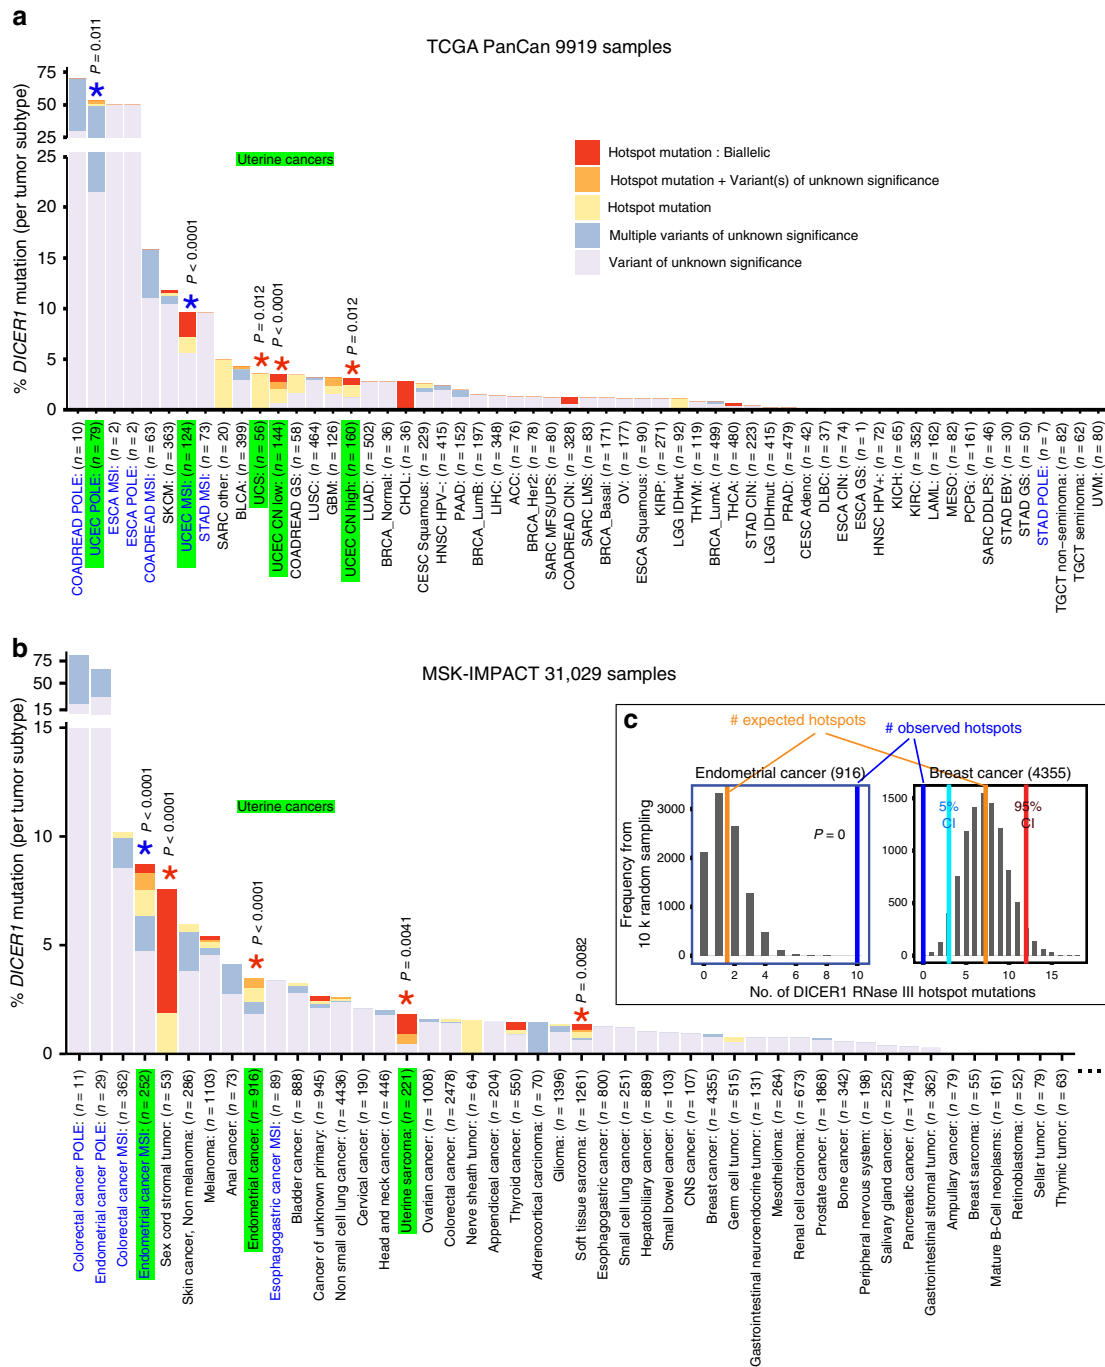 a
TCGA PanCan 9919 samples
% DICER1 mutation (per tumor subtype)
75
50
25
25
20
15
10
5
0
P = 0.011
P < 0.0001
P = 0.012
P < 0.0001
P = 0.012
Uterine cancers
Hotspot mutation : Biallelic
Hotspot mutation + Variant(s) of unknown significance
Hotspot mutation
Multiple variants of unknown significance
Variant of unknown significance
COADREAD POLE: (n = 10)
UCEC POLE: (n = 79)
ESCA MSI: (n = 2)
ESCA POLE: (n = 2)
COADREAD MSI: (n = 63)
SKCM: (n = 363)
UCEC MSI: (n = 124)
STAD MSI: (n = 73)
SARC other: (n = 20)
BLCA: (n = 399)
UCS: (n = 56)
UCEC CN low: (n = 144)
COADREAD GS: (n = 58)
LUSC: (n = 464)
GBM: (n = 126)
UCEC CN high: (n = 160)
LUAD: (n = 502)
BRCA_Normal: (n = 36)
CHOL: (n = 36)
CESC Squamous: (n = 229)
HNSC HPV–: (n = 415)
PAAD: (n = 152)
BRCA_LumB: (n = 197)
LIHC: (n = 348)
ACC: (n = 76)
BRCA_Her2: (n = 78)
SARC MFS/UPS: (n = 80)
COADREAD CIN: (n = 328)
SARC LMS: (n = 83)
BRCA_Basal: (n = 171)
OV: (n = 177)
ESCA Squamous: (n = 90)
KIRP: (n = 271)
LGG IDHwt: (n = 92)
THYM: (n = 119)
BRCA_LumA: (n = 499)
THCA: (n = 480)
STAD CIN: (n = 223)
LGG IDHmut: (n = 415)
PRAD: (n = 479)
CESC Adeno: (n = 42)
DLBC: (n = 37)
ESCA CIN: (n = 74)
ESCA GS: (n = 1)
HNSC HPV+: (n = 72)
KICH: (n = 65)
KIRC: (n = 352)
LAML: (n = 162)
MESO: (n = 82)
PCPG: (n = 161)
SARC DDLPS: (n = 46)
STAD EBV: (n = 30)
STAD GS: (n = 50)
STAD POLE: (n = 7)
TGCT non–seminoma: (n = 82)
TGCT seminoma: (n = 62)
UVM: (n = 80)
b
MSK-IMPACT 31,029 samples
% DICER1 mutation (per tumor subtype)
75
50
15
15
10
5
0
P < 0.0001
P < 0.0001
P < 0.0001
P = 0.0041
P = 0.0082
Uterine cancers
c
# expected hotspots
# observed hotspots
Endometrial cancer (916)
Breast cancer (4355)
Frequency from
10 k random sampling
3000
2000
1000
0
P = 0
0 2 4 6 8 10
1500
1000
500
0
5%
CI
95%
CI
0 5 10 15
No. of DICER1 RNase III hotspot mutations
Colorectal cancer POLE: (n = 11)
Endometrial cancer POLE: (n = 29)
Colorectal cancer MSI: (n = 362)
Endometrial cancer MSI: (n = 252)
Sex cord stromal tumor: (n = 53)
Skin cancer, Non melanoma: (n = 286)
Melanoma: (n = 1103)
Anal cancer: (n = 73)
Endometrial cancer: (n = 916)
Esophagogastric cancer MSI: (n = 89)
Bladder cancer: (n = 888)
Cancer of unknown primary: (n = 945)
Non small cell lung cancer: (n = 4436)
Cervical cancer: (n = 190)
Head and neck cancer: (n = 446)
Uterine sarcoma: (n = 221)
Ovarian cancer: (n = 1008)
Colorectal cancer: (n = 2478)
Nerve sheath tumor: (n = 64)
Appendiceal cancer: (n = 204)
Thyroid cancer: (n = 550)
Adrenocortical carcinoma: (n = 70)
Glioma: (n = 1396)
Soft tissue sarcoma: (n = 1261)
Esophagogastric cancer: (n = 800)
Small cell lung cancer: (n = 251)
Hepatobiliary cancer: (n = 889)
Small bowel cancer: (n = 103)
CNS cancer: (n = 107)
Breast cancer: (n = 4355)
Germ cell tumor: (n = 515)
Gastrointestinal neuroendocrine tumor: (n = 131)
Mesothelioma: (n = 264)
Renal cell carcinoma: (n = 673)
Prostate cancer: (n = 1868)
Bone cancer: (n = 342)
Peripheral nervous system: (n = 198)
Salivary gland cancer: (n = 252)
Pancreatic cancer: (n = 1748)
Gastrointestinal stromal tumor: (n = 362)
Ampullary cancer: (n = 79)
Breast sarcoma: (n = 55)
Mature B-Cell neoplasms: (n = 161)
Retinoblastoma: (n = 52)
Sellar tumor: (n = 79)
Thymic tumor: (n = 63)